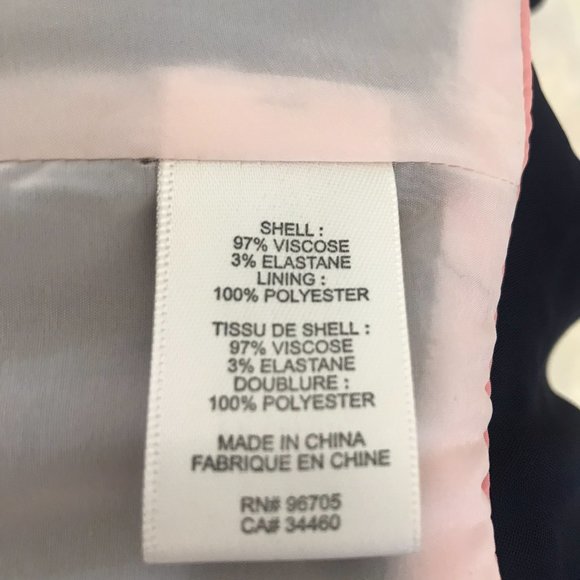 SHELL :
97% VISCOSE
3% ELASTANE
LINING :
100% POLYESTER
TISSU DE SHELL :
97% VISCOSE
3% ELASTANE
DOUBLURE :
100% POLYESTER
MADE IN CHINA
FABRIQUE EN CHINE
RN# 96705
CA# 34460